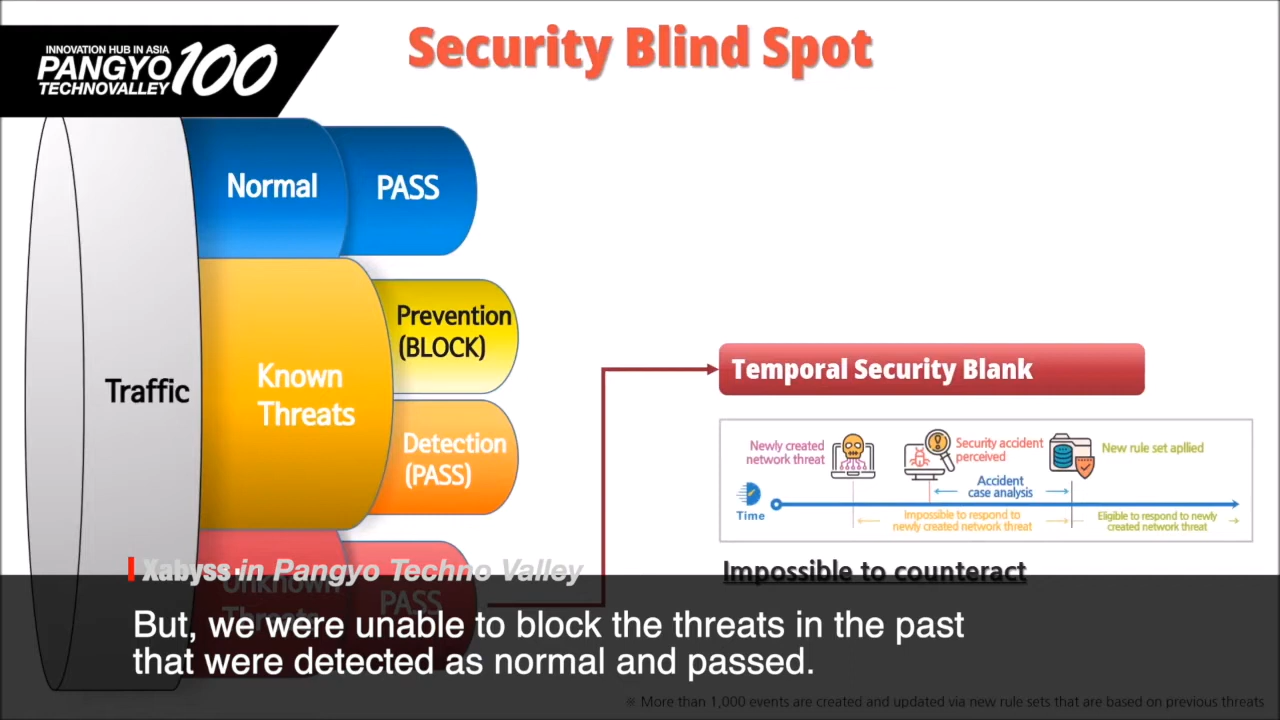 INNOVATION HUB IN ASIA
PANGYO
TECHNOVALLEY
100
Security Blind Spot
Normal
PASS
Traffic
Known
Threats
Prevention
(BLOCK)
Detection
(PASS)
Unknown
Threats
PASS
Temporal Security Blank
Newly created
network threat
Security accident
perceived
New rule set apllied
Accident
case analysis
Time
Impossible to respond to
newly created network threat
Eligible to respond to newly
created network threat
Impossible to counteract
Xabyss in Pangyo Techno Valley
But, we were unable to block the threats in the past
that were detected as normal and passed.
※ More than 1,000 events are created and updated via new rule sets that are based on previous threats